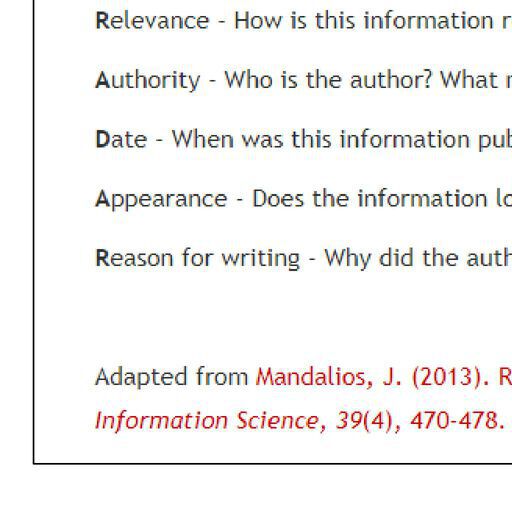 Relevance - How is this information r
Authority - Who is the author? What
Date - When was this information pub
Appearance - Does the information lo
Reason for writing - Why did the auth
Adapted from Mandalios, J. (2013). R
Information Science, 39(4), 470-478.